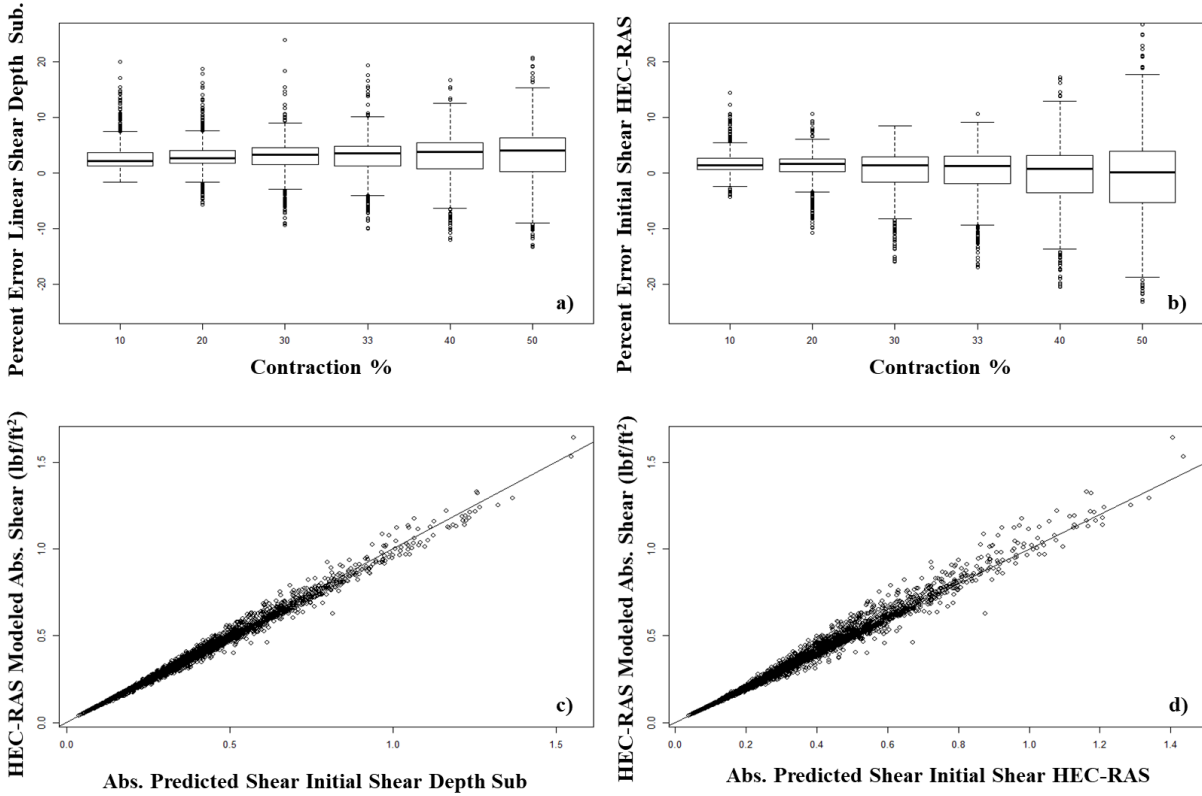 Percent Error Linear Shear Depth Sub.
20
10
0
-10
-20
a)
10 20 30 33 40 50
Contraction %
Percent Error Initial Shear HEC-RAS
20
10
0
-10
-20
b)
10 20 30 33 40 50
Contraction %
HEC-RAS Modeled Abs. Shear (lbf/ft²)
1.5
1.0
0.5
0.0
c)
0.0 0.5 1.0 1.5
Abs. Predicted Shear Initial Shear Depth Sub
HEC-RAS Modeled Abs. Shear (lbf/ft²)
1.5
1.0
0.5
0.0
d)
0.0 0.2 0.4 0.6 0.8 1.0 1.2 1.4
Abs. Predicted Shear Initial Shear HEC-RAS